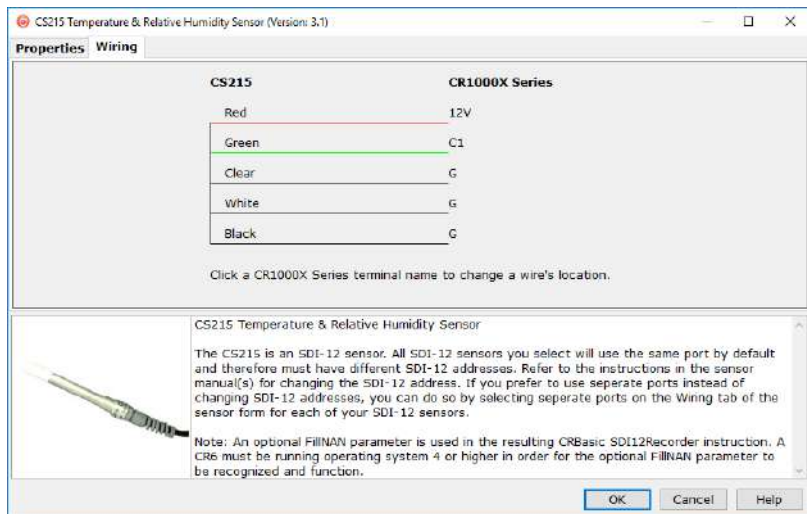 CS215 Temperature & Relative Humidity Sensor (Version: 3.1)
Properties Wiring
CS215 CR1000X Series
Red 12V
Green C1
Clear G
White G
Black G
Click a CR1000X Series terminal name to change a wire's location.
CS215 Temperature & Relative Humidity Sensor
The CS215 is an SDI-12 sensor. All SDI-12 sensors you select will use the same port by default
and therefore must have different SDI-12 addresses. Refer to the instructions in the sensor
manual(s) for changing the SDI-12 address. If you prefer to use seperate ports instead of
changing SDI-12 addresses, you can do so by selecting seperate ports on the Wiring tab of the
sensor form for each of your SDI-12 sensors.
Note: An optional FillNAN parameter is used in the resulting CRBasic SDI12Recorder instruction. A
CR6 must be running operating system 4 or higher in order for the optional FillNAN parameter to
be recognized and function.
OK Cancel Help